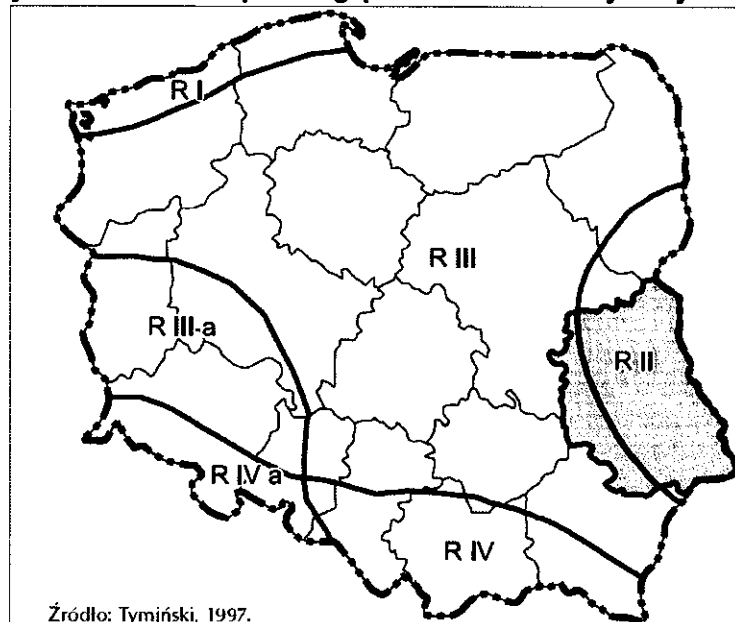 R I
R III
R III-a
R II
R IV a
R IV
Źródło: Tymiński, 1997.